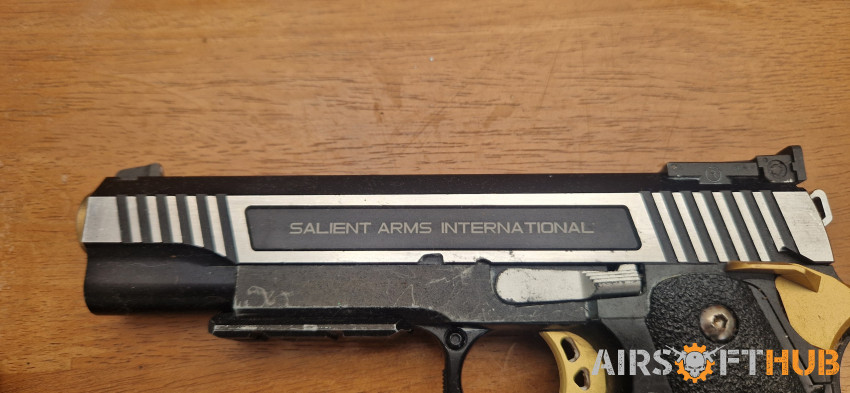 SALIENT ARMS INTERNATIONAL
AIRSOFTHUB